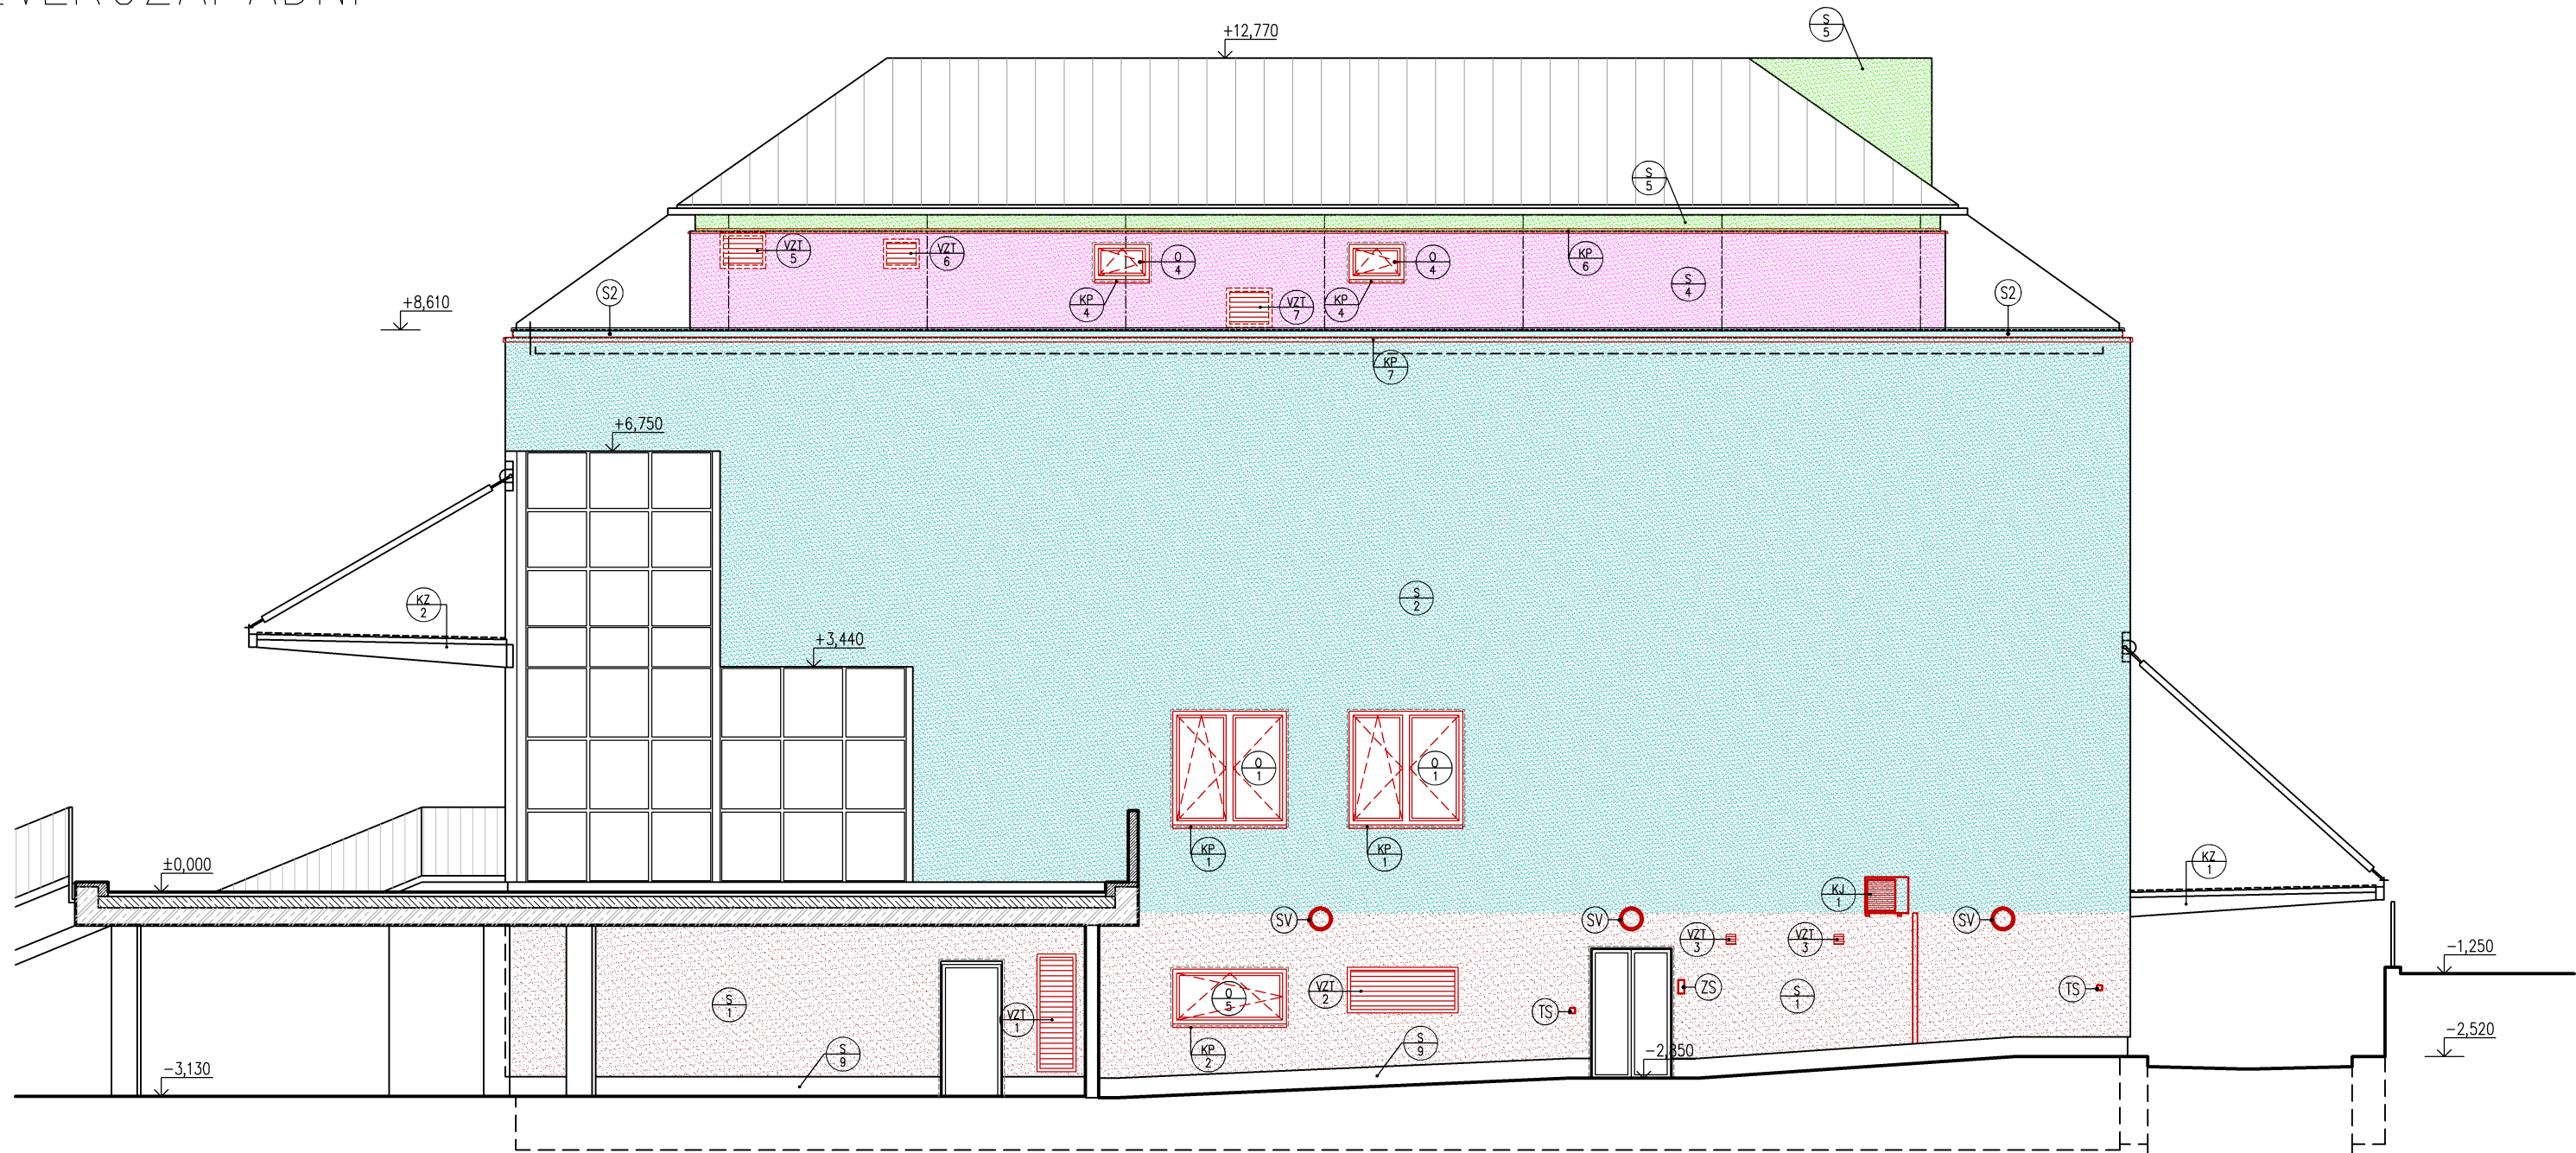 +12,770
S
5
S
5
VZT
5
VZT
6
O
4
O
4
KP
6
KP
4
KP
4
VZT
7
S
4
S2
S2
+8,610
KP
7
+6,750
KZ
2
S
2
+3,440
O
1
O
1
KP
1
KP
1
±0,000
KZ
1
KJ
1
SV
SV
SV
VZT
3
VZT
3
-1,250
S
1
VZT
1
O
5
VZT
2
TS
ZS
S
1
TS
S
9
KP
2
S
9
-2,850
-2,520
-3,130